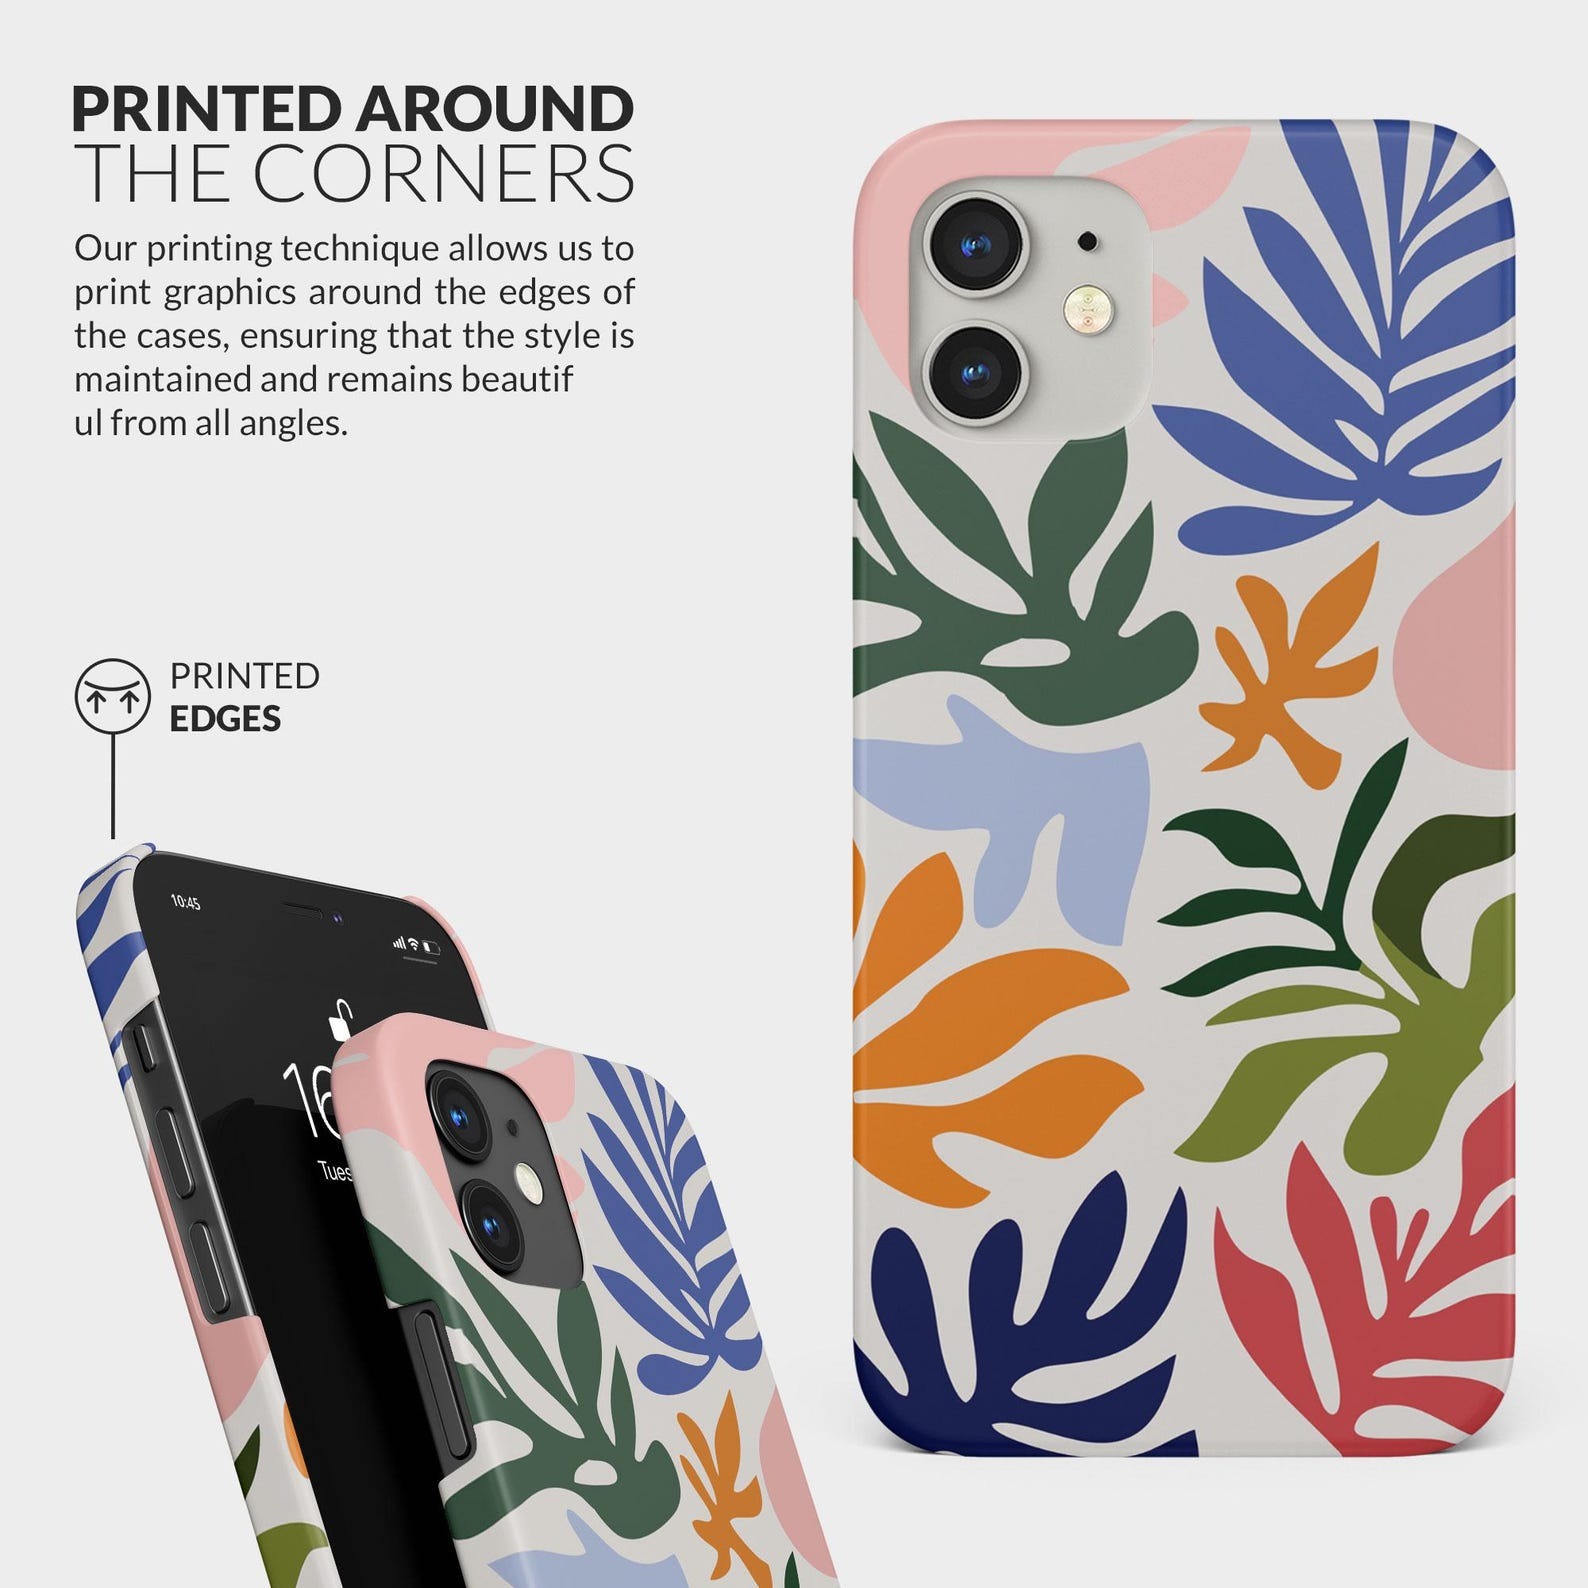 PRINTED AROUND
THE CORNERS
Our printing technique allows us to
print graphics around the edges of
the cases, ensuring that the style is
maintained and remains beautif
ul from all angles.
PRINTED
EDGES
10:45
16
Tues